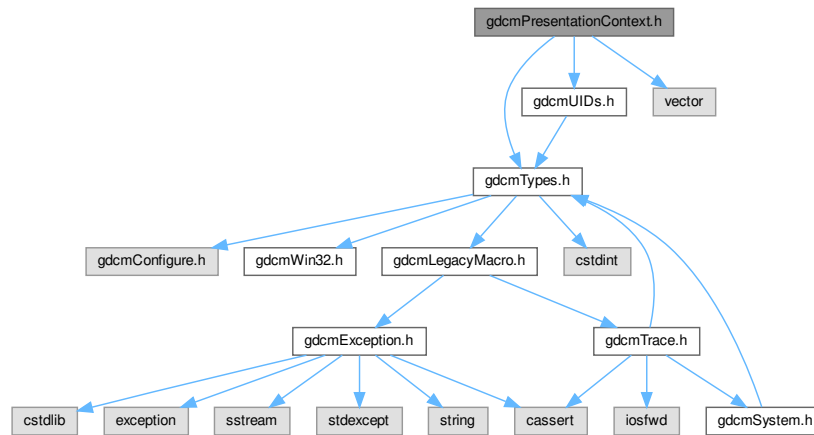 gdcmPresentationContext.h
gdcmUIDs.h
vector
gdcmTypes.h
gdcmConfigure.h
gdcmWin32.h
gdcmLegacyMacro.h
cstdint
gdcmException.h
gdcmTrace.h
cstdlib
exception
sstream
stdexcept
string
cassert
iosfwd
gdcmSystem.h